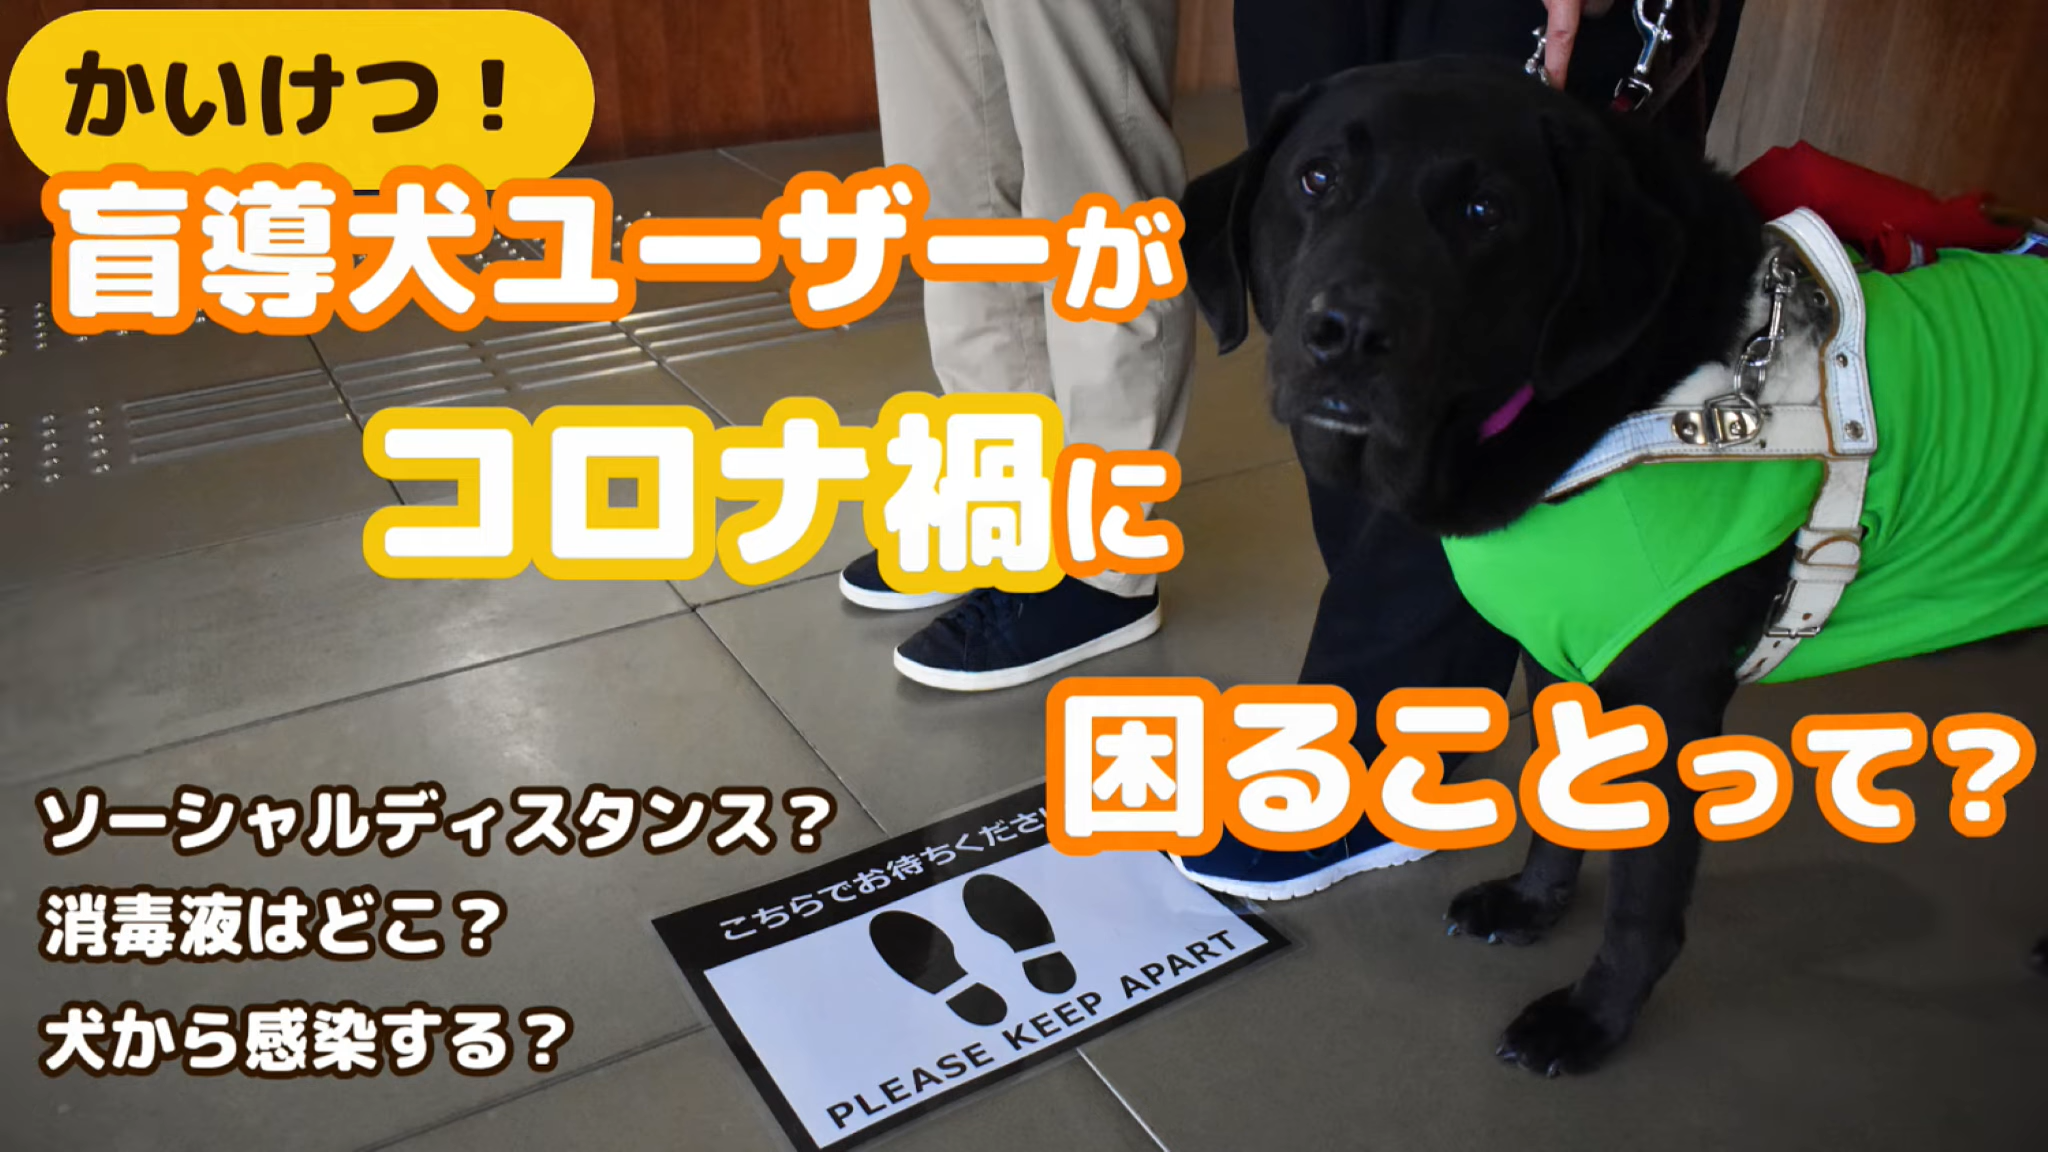 かいけつ！
盲導犬ユーザーが
コロナ禍に
困ることって？
ソーシャルディスタンス？
消毒液はどこ？
犬から感染する？
こちらでお待ちくださ
PLEASE KEEP APART